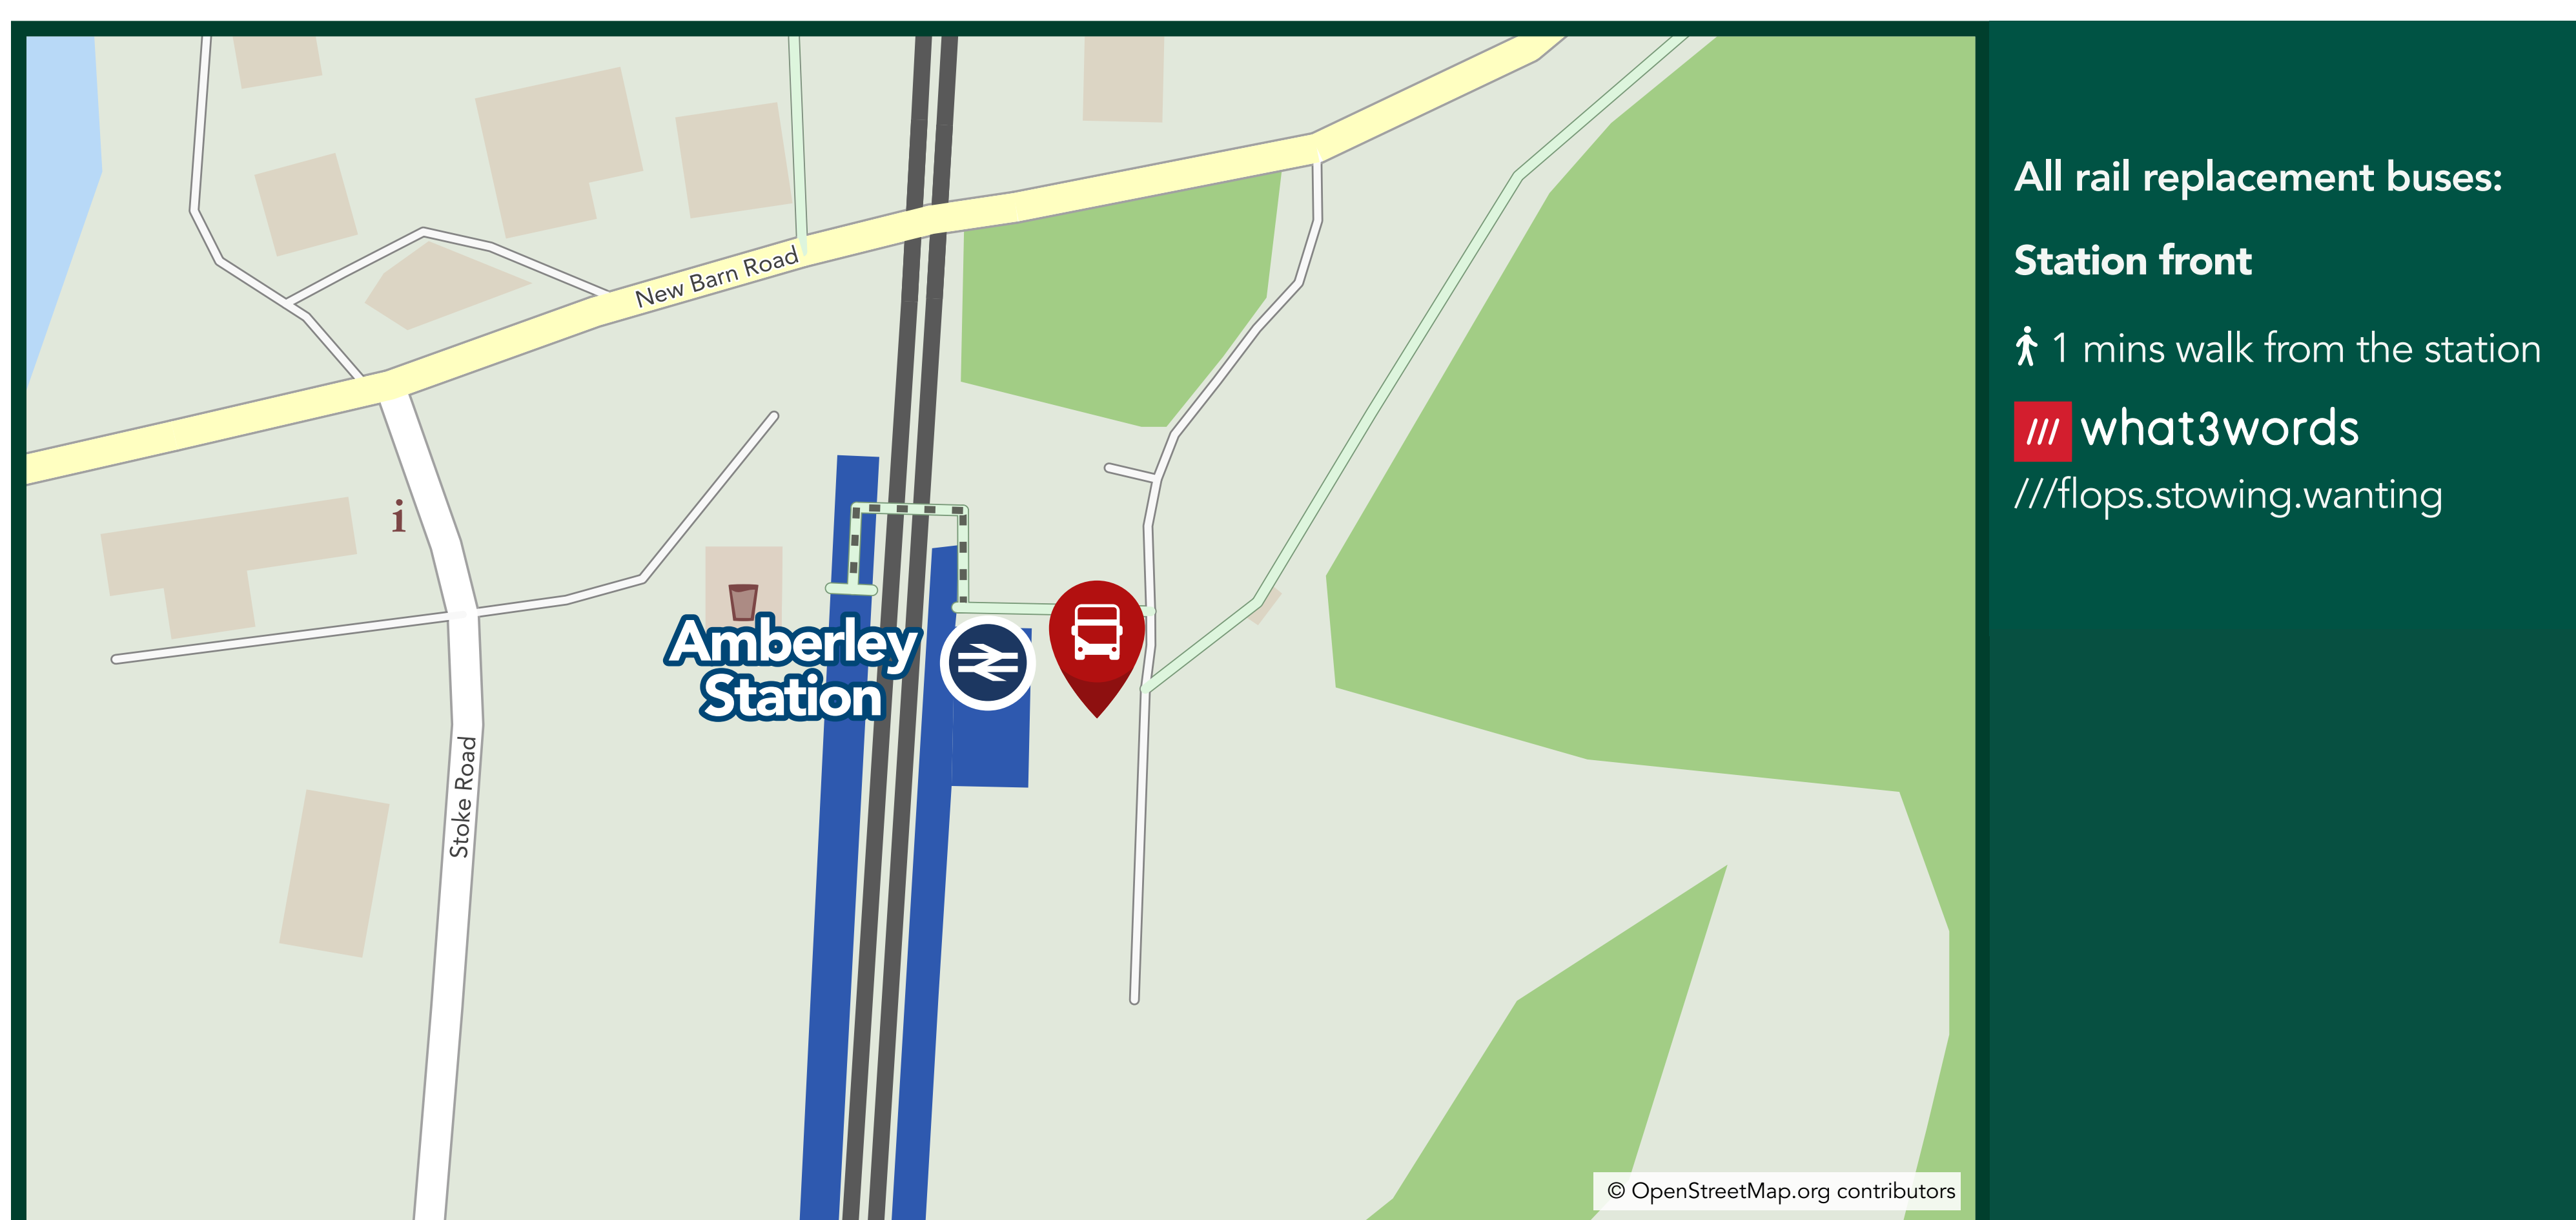 New Barn Road
i
Amberley
Station
Stoke Road
© OpenStreetMap.org contributors
All rail replacement buses:
Station front
1 mins walk from the station
/// what3words
///flops.stowing.wanting